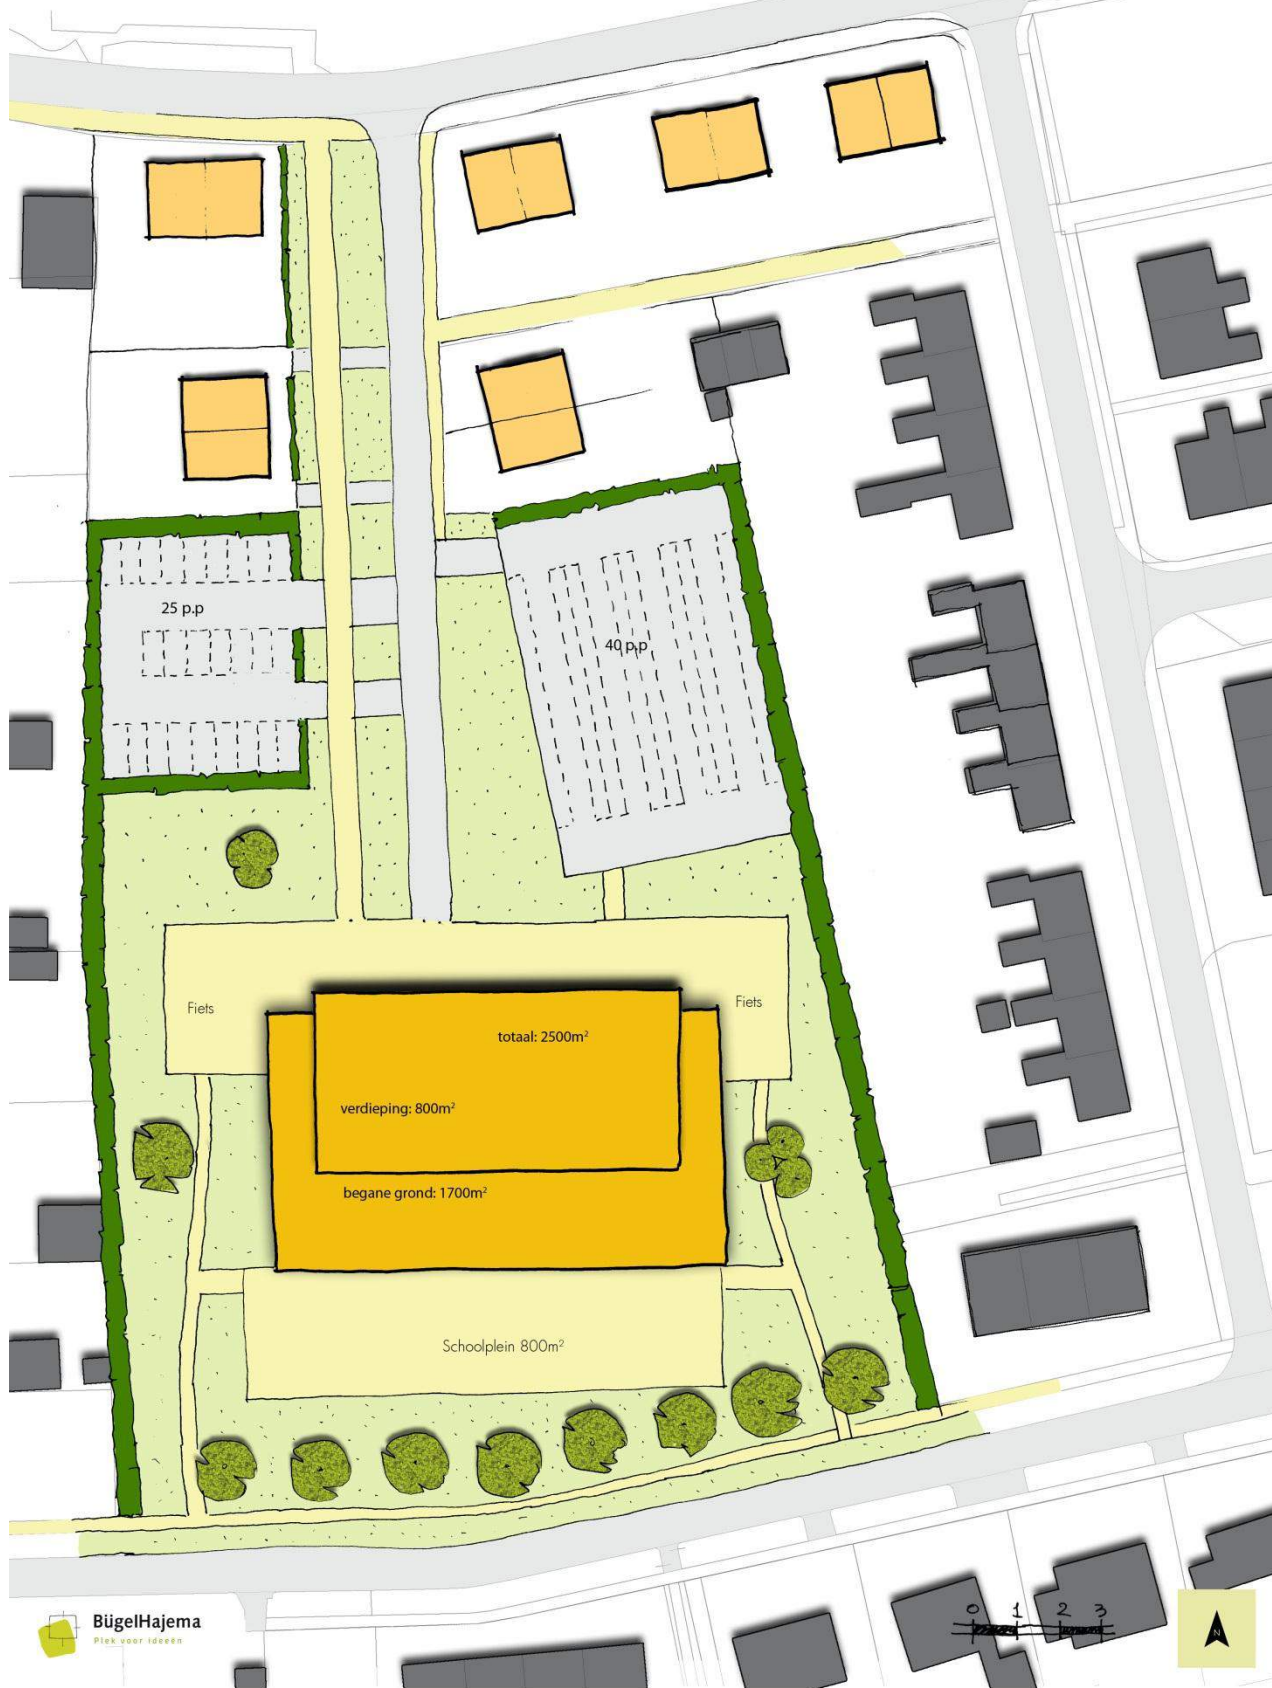 25 p.p
40 p.p
Fiets
Fiets
totaal: 2500m²
verdieping: 800m²
begane grond: 1700m²
Schoolplein 800m²
BügelHajema
Plek voor ideeën
0 1 2 3
N